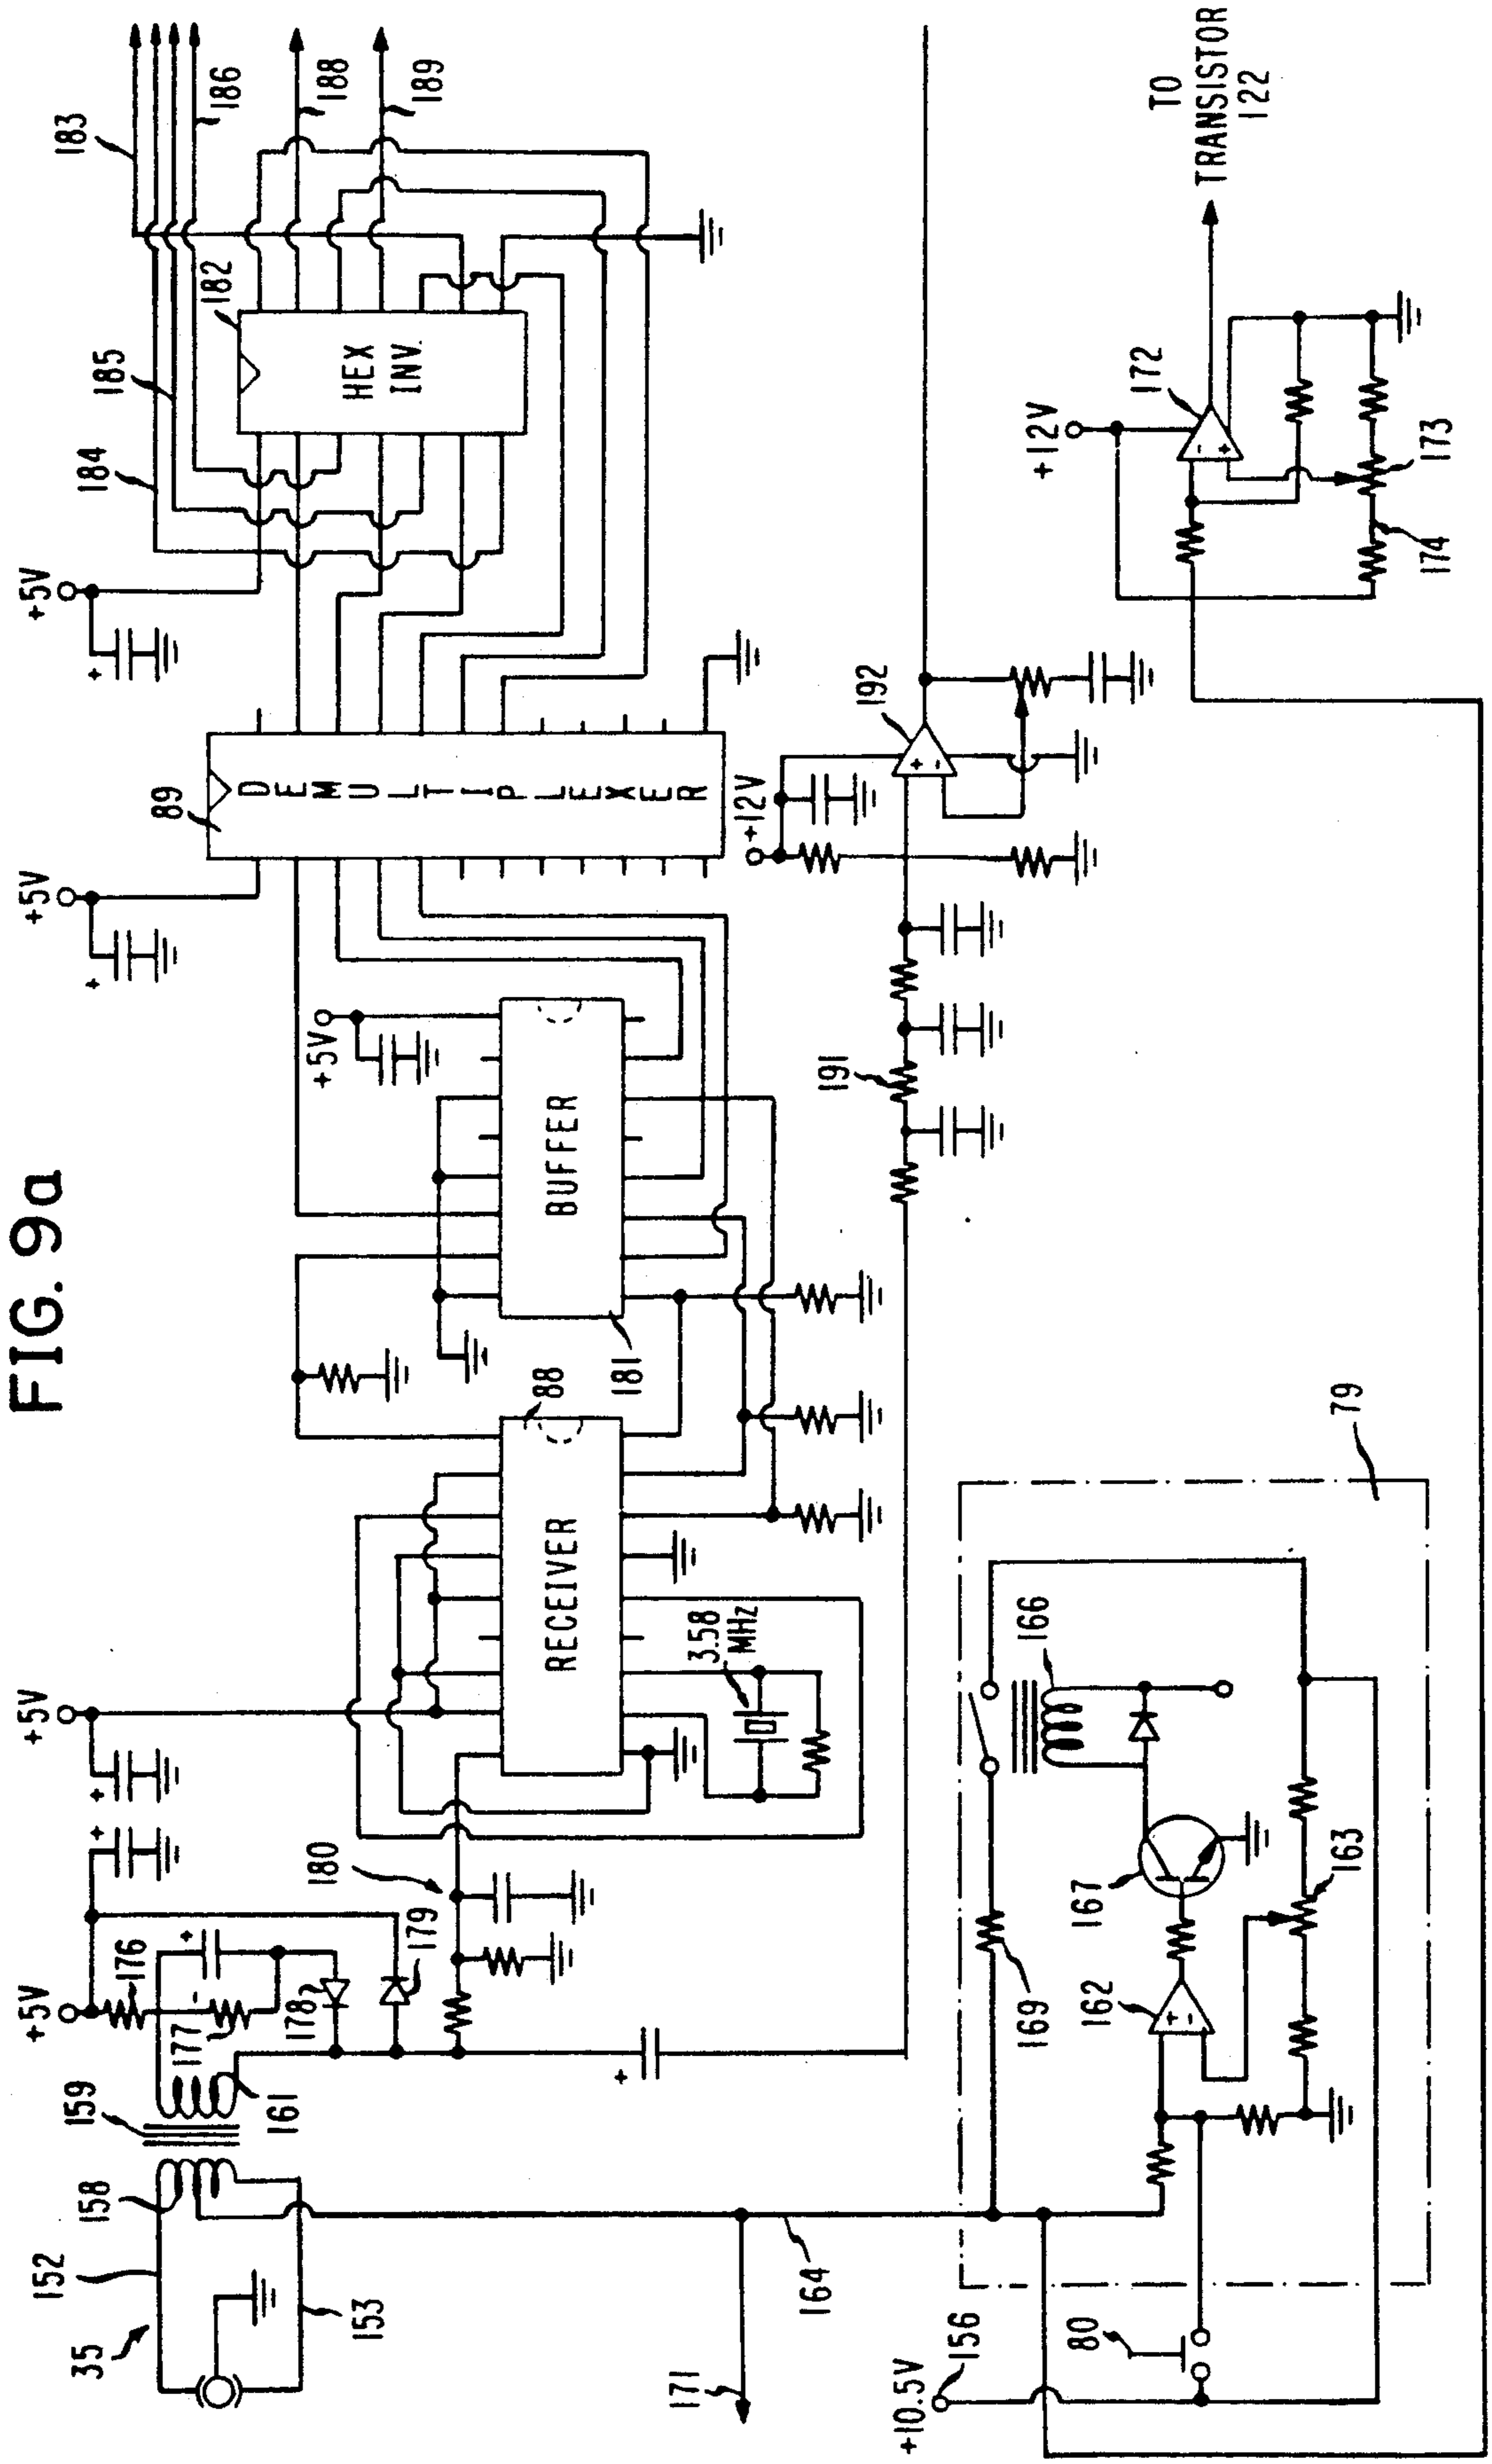 FIG. 9a
35
152
153
158
159
161
+5V
176
177
178
179
180
+5V
RECEIVER
88
3.58
MHz
BUFFER
181
+5V
+5V
89
DEMULTIPLEXER
+5V
HEX
INV.
182
183
184
185
186
188
189
191
192
+ -
+12V
171
164
+10.5V
156
80
79
169
166
167
162
+ -
163
+12V
172
- +
173
174
TO
TRANSISTOR
122